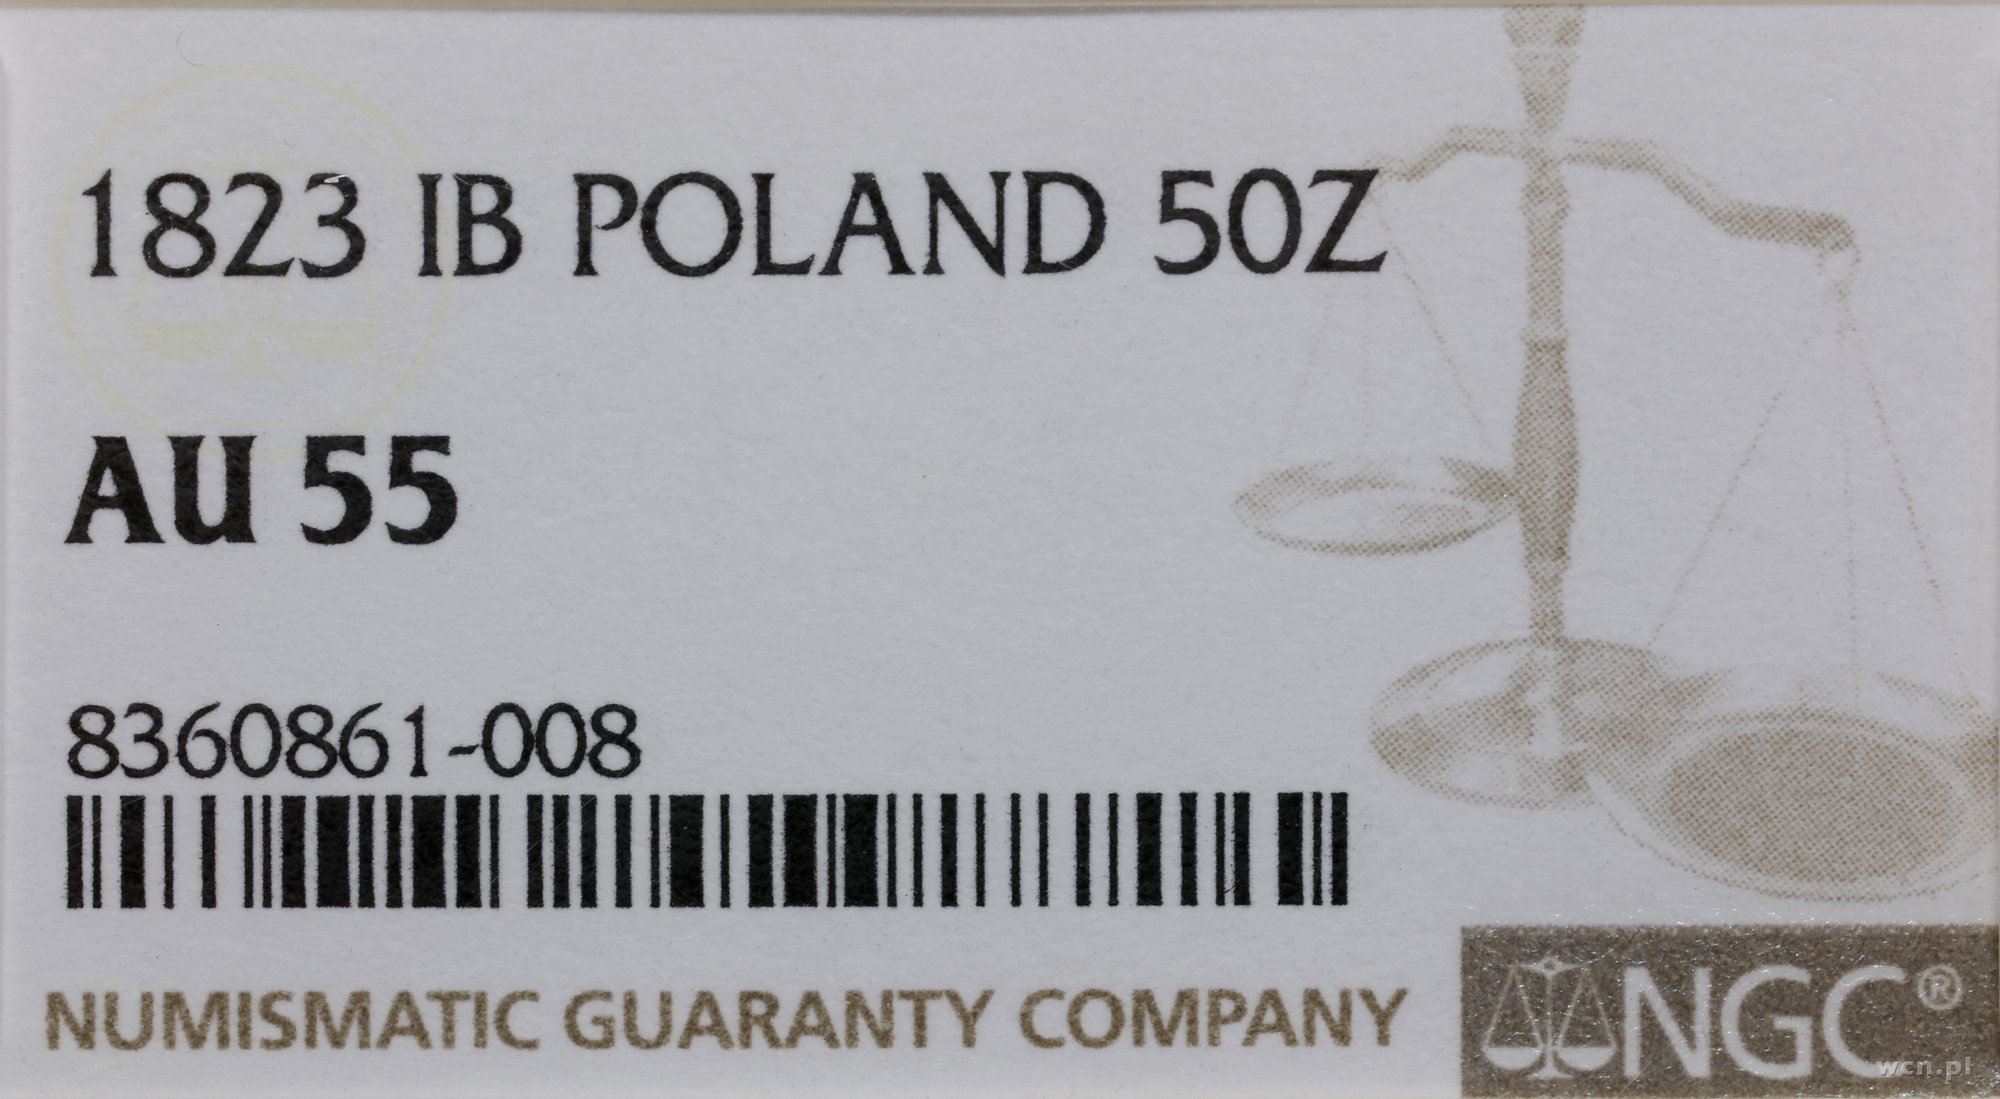 1823 IB POLAND 50Z
AU 55
8360861-008
NUMISMATIC GUARANTY COMPANY
NGC®
wcn.pl